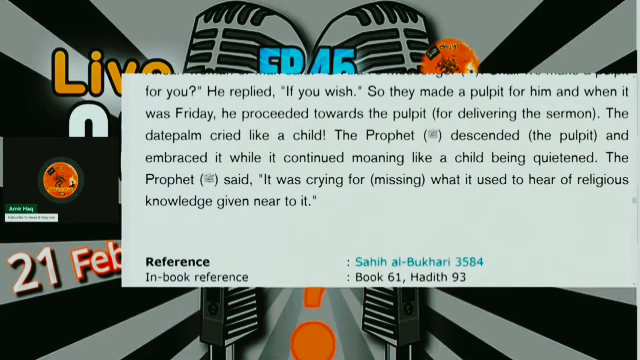 Live
EP.45
for you?" He replied, "If you wish." So they made a pulpit for him and when it
was Friday, he proceeded towards the pulpit (for delivering the sermon). The
datepalm cried like a child! The Prophet (ﷺ) descended (the pulpit) and
embraced it while it continued moaning like a child being quietened. The
Prophet (ﷺ) said, "It was crying for (missing) what it used to hear of religious
knowledge given near to it."
Amir Haq
21 Feb
Reference : Sahih al-Bukhari 3584
In-book reference : Book 61, Hadith 93
?